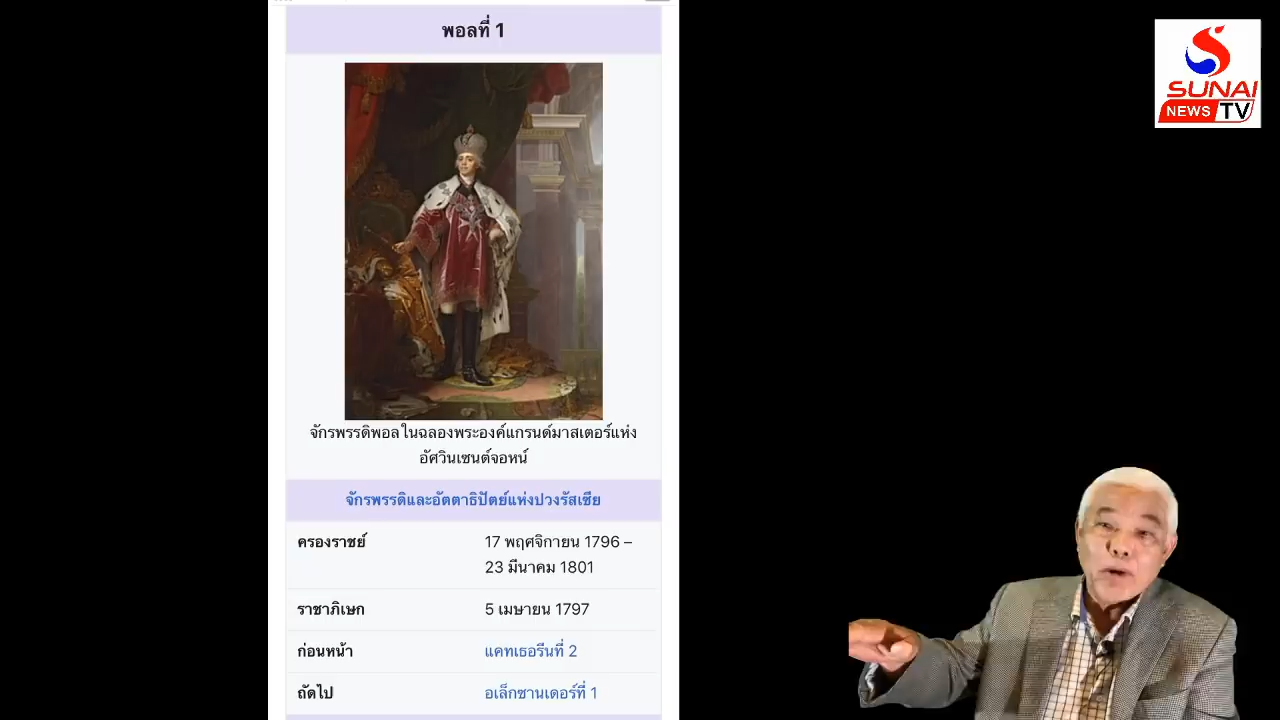 พอลที่ 1
SUNAI
NEWS TV
จักรพรรดิพอลในฉลองพระองค์แกรนด์มาสเตอร์แห่ง
อัศวินเซนต์จอหน์
จักรพรรดิและอัตตาธิปัตย์แห่งปวงรัสเซีย
ครองราชย์ 17 พฤศจิกายน 1796 –
23 มีนาคม 1801
ราชาภิเษก 5 เมษายน 1797
ก่อนหน้า แคทเธอรีนที่ 2
ถัดไป อเล็กซานเดอร์ที่ 1